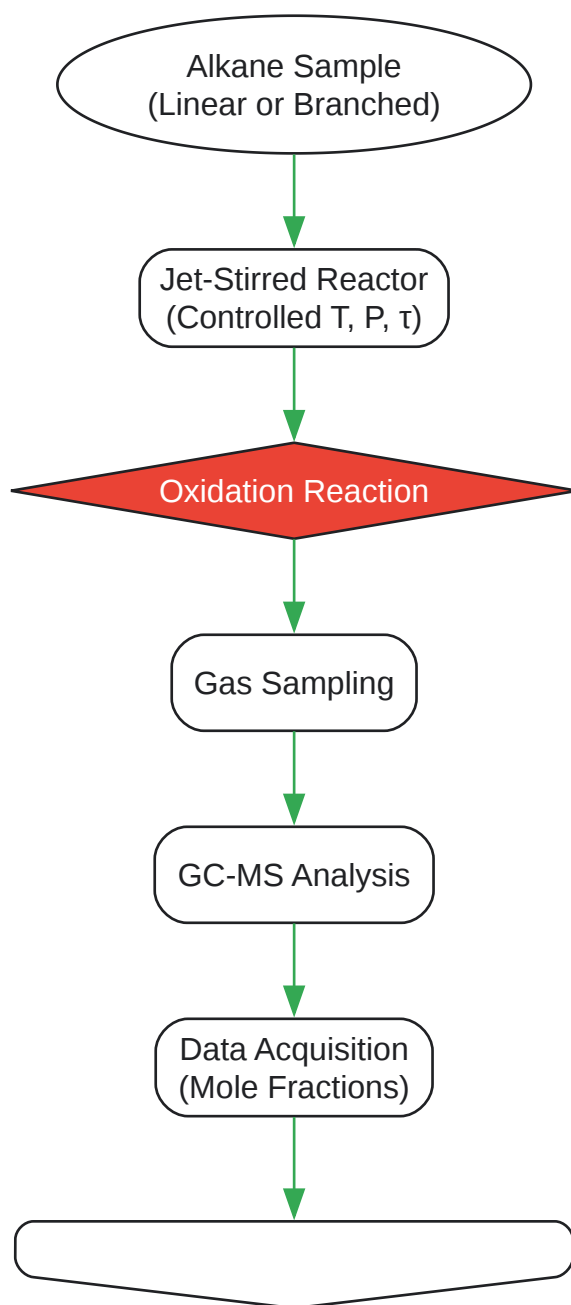 Alkane Sample
(Linear or Branched)
Jet-Stirred Reactor
(Controlled T, P, τ)
Oxidation Reaction
Gas Sampling
GC-MS Analysis
Data Acquisition
(Mole Fractions)